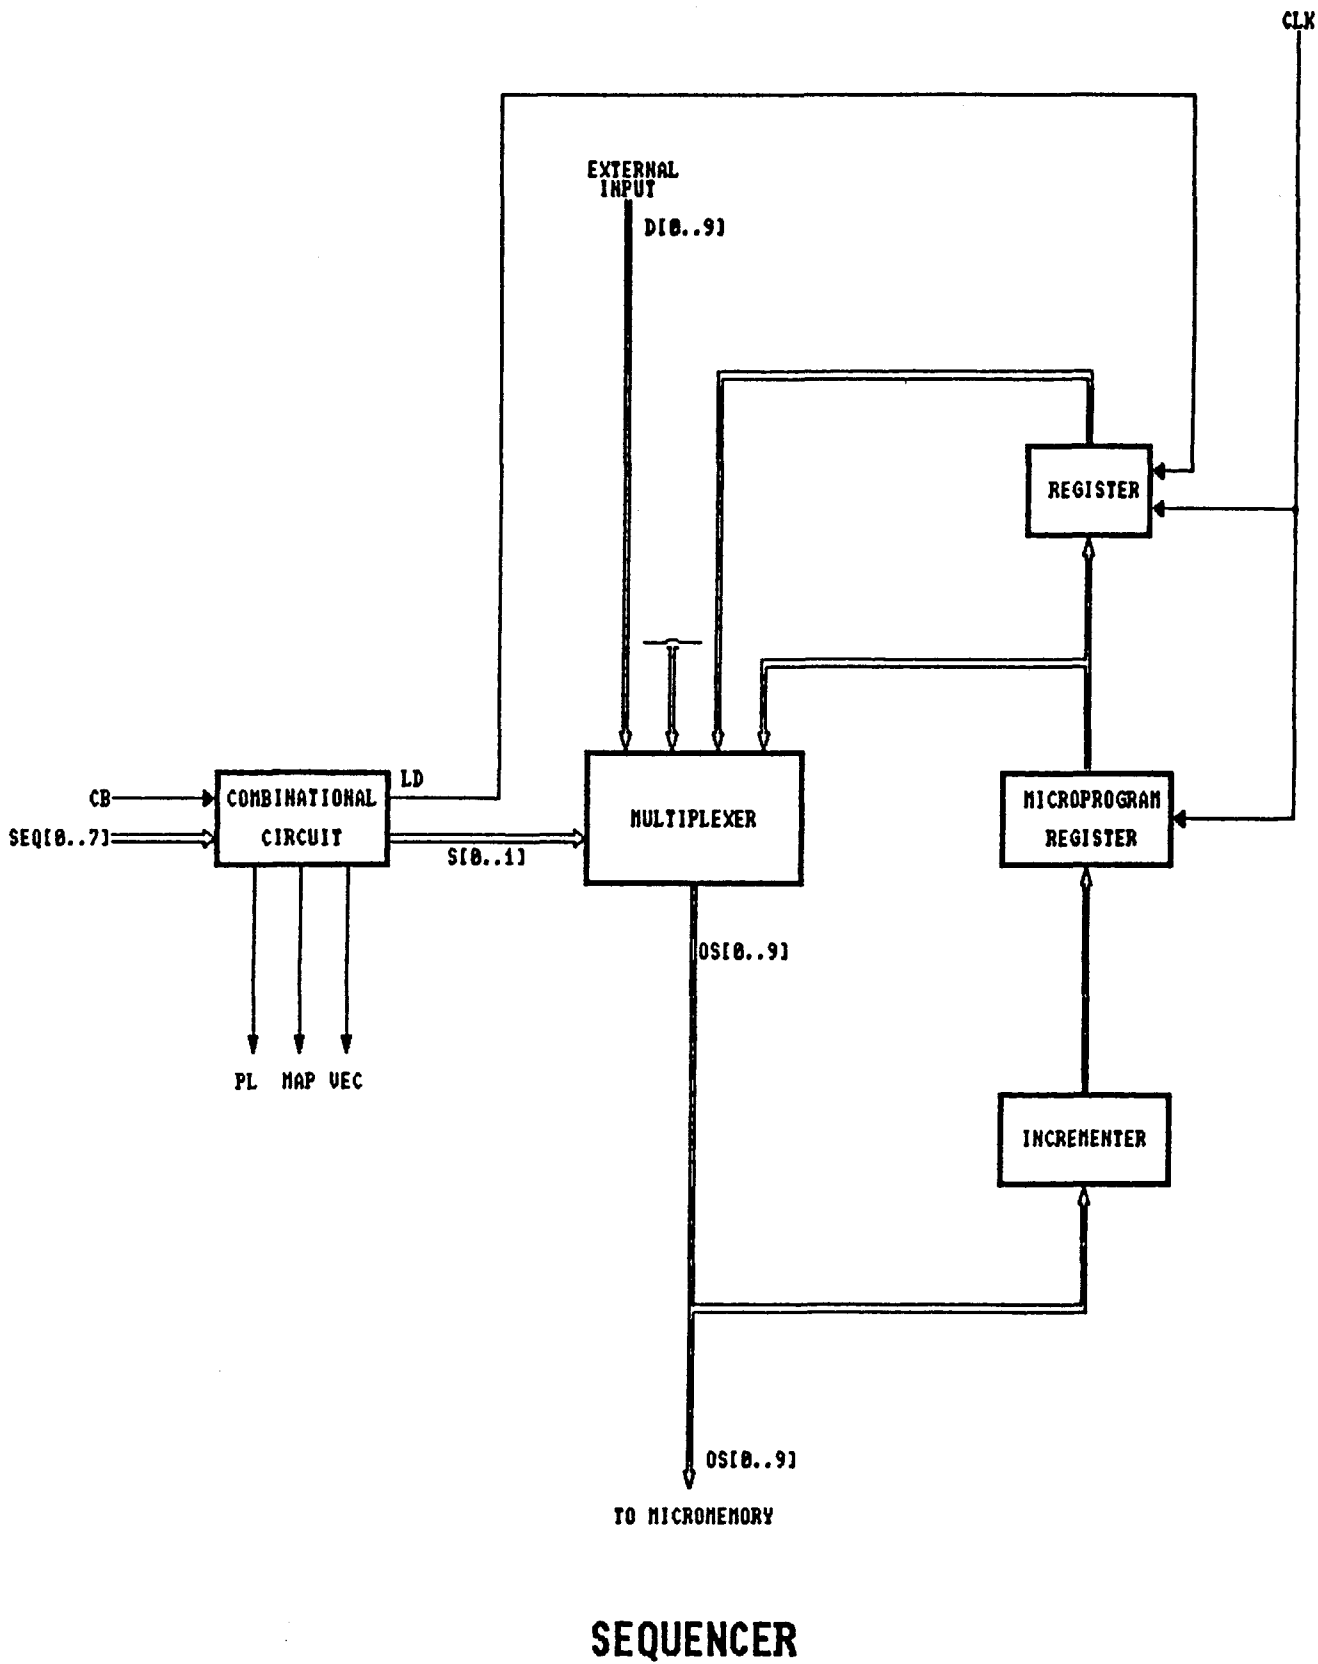 CLK
EXTERNAL
INPUT
D[0..9]
REGISTER
LD
CB
COMBINATIONAL
CIRCUIT
SEQ[0..7]
S[0..1]
MULTIPLEXER
MICROPROGRAM
REGISTER
OS[0..9]
PL MAP VEC
INCREMENTER
OS[0..9]
TO MICROMEMORY
SEQUENCER